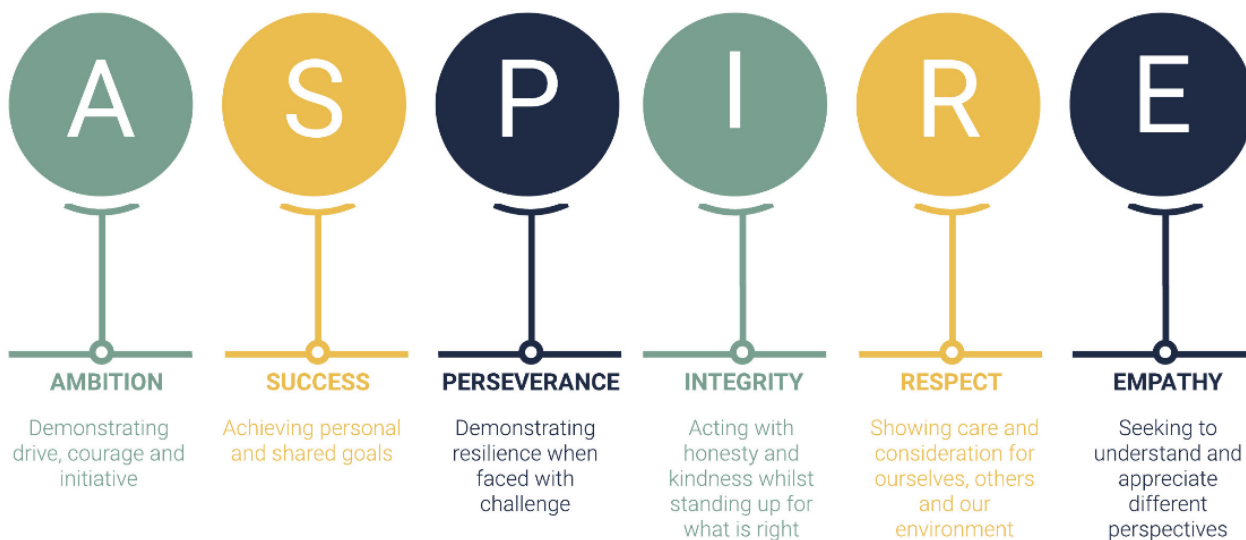 A
S
P
I
R
E
AMBITION
Demonstrating
drive, courage and
initiative
SUCCESS
Achieving personal
and shared goals
PERSEVERANCE
Demonstrating
resilience when
faced with
challenge
INTEGRITY
Acting with
honesty and
kindness whilst
standing up for
what is right
RESPECT
Showing care and
consideration for
ourselves, others
and our
environment
EMPATHY
Seeking to
understand and
appreciate
different
perspectives